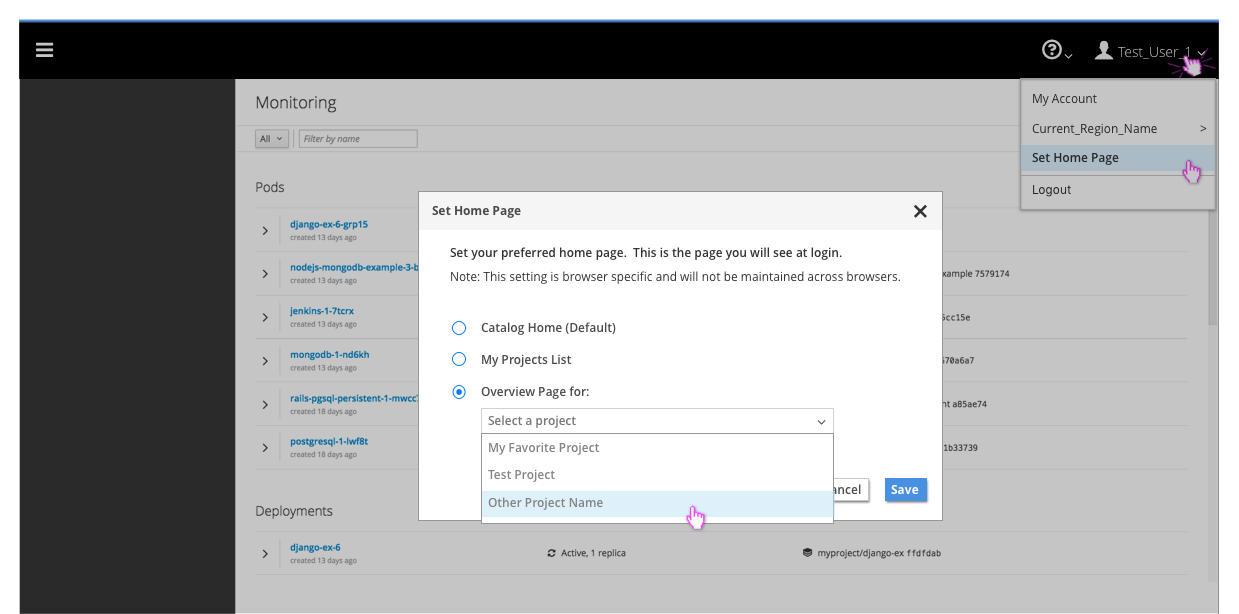 Test_User_1
My Account
Current_Region_Name >
Set Home Page
Logout
Monitoring
All
Filter by name
Pods
django-ex-6-grp15
created 13 days ago
nodejs-mongodb-example-3-b
created 13 days ago
xample 7579174
jenkins-1-7tcrx
created 13 days ago
5cc15e
mongodb-1-nd6kh
created 13 days ago
570a6a7
rails-pgsql-persistent-1-mwcc
created 18 days ago
nt a85ae74
postgresql-1-lwf8t
created 18 days ago
1b33739
Set Home Page
Set your preferred home page. This is the page you will see at login.
Note: This setting is browser specific and will not be maintained across browsers.
Catalog Home (Default)
My Projects List
Overview Page for:
Select a project
My Favorite Project
Test Project
Other Project Name
ancel
Save
Deployments
django-ex-6
created 13 days ago
Active, 1 replica
myproject/django-ex ffdfdab